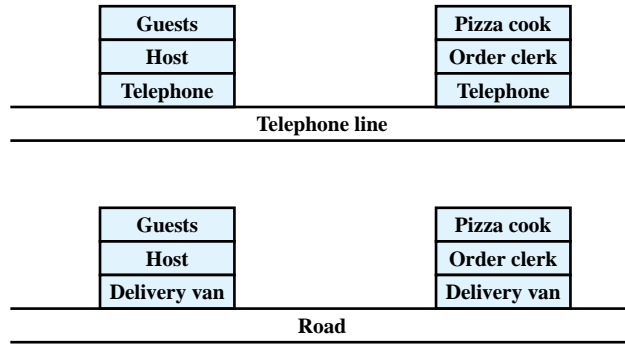 Guests Pizza cook
Host Order clerk
Telephone Telephone
Telephone line
Guests Pizza cook
Host Order clerk
Delivery van Delivery van
Road